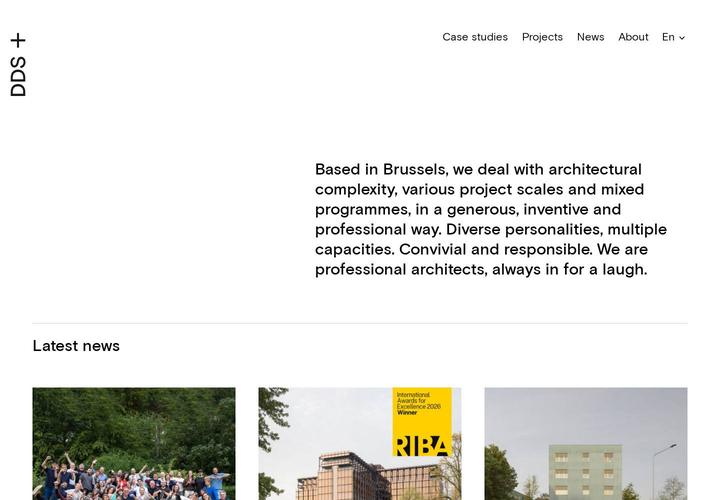 DDS +
Case studies Projects News About En
Based in Brussels, we deal with architectural
complexity, various project scales and mixed
programmes, in a generous, inventive and
professional way. Diverse personalities, multiple
capacities. Convivial and responsible. We are
professional architects, always in for a laugh.
Latest news
International
Awards for
Excellence 2026
Winner
RIBA